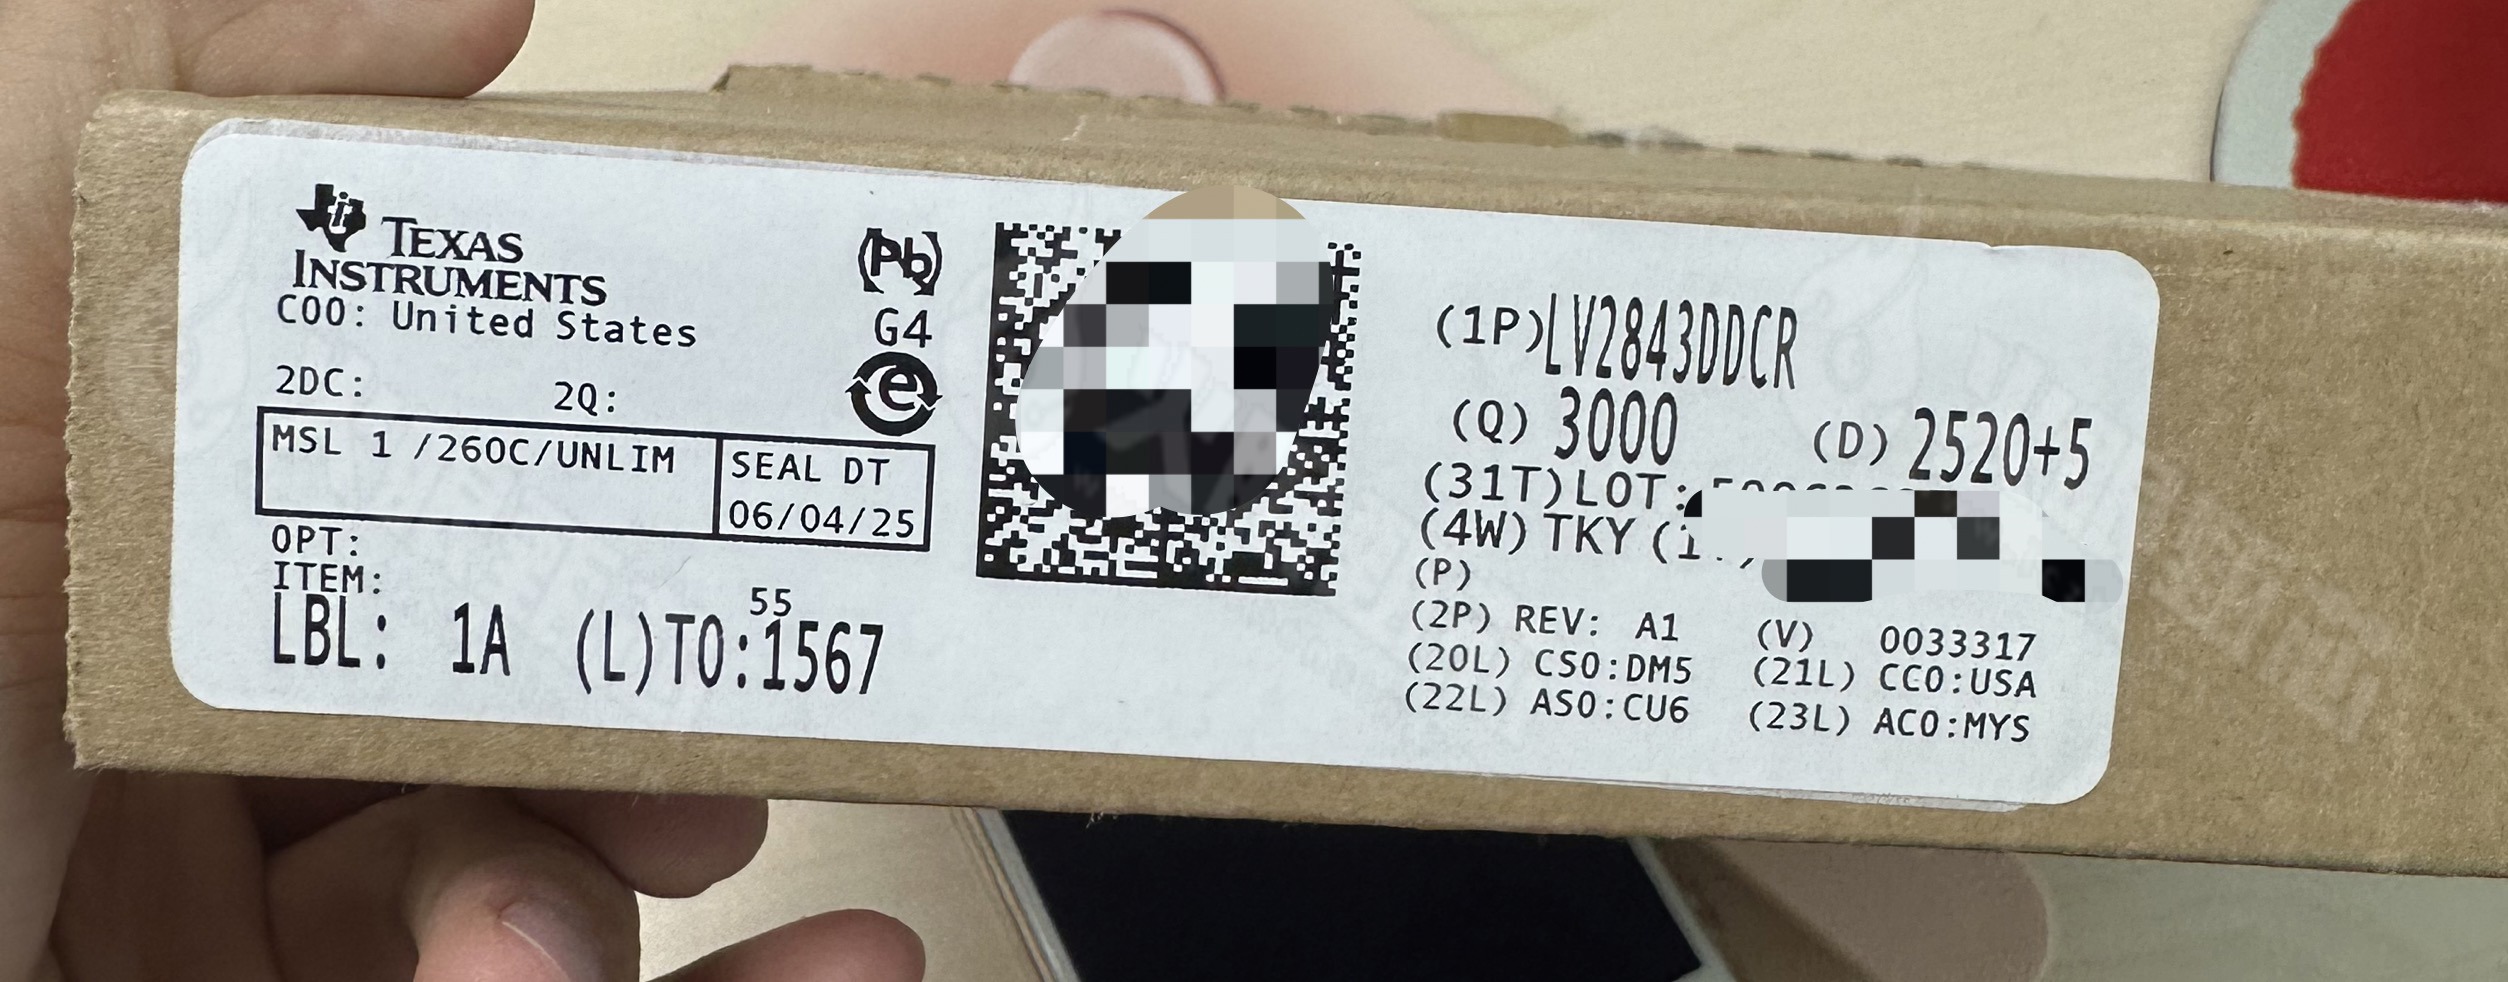 TEXAS
INSTRUMENTS
COO: United States
2DC: 2Q:
MSL 1 /260C/UNLIM
SEAL DT
06/04/25
OPT:
ITEM:
55
LBL: 1A (L)TO:1567
(Pb)
G4
e
(1P)LV2843DDCR
(Q) 3000 (D) 2520+5
(31T)LOT:
(4W) TKY
(P)
(2P) REV: A1 (V) 0033317
(20L) CSO:DM5 (21L) CCO:USA
(22L) ASO:CU6 (23L) ACO:MYS